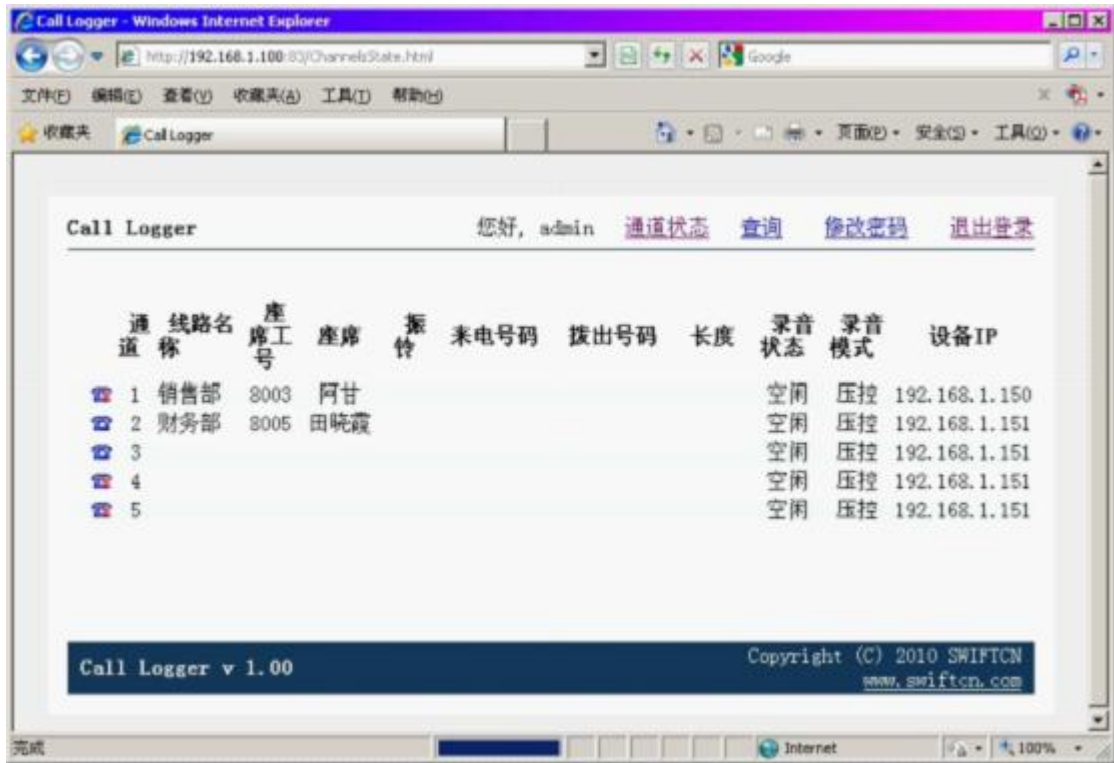 Call Logger - Windows Internet Explorer
http://192.168.1.100:83/ChannelsState.html Google
文件(F) 编辑(E) 查看(V) 收藏夹(A) 工具(T) 帮助(H)
收藏夹 Call Logger 页面(P) 安全(S) 工具(O)
Call Logger 您好, admin 通道状态 查询 修改密码 退出登录
通道 线路名称 座席工号 座席 振铃 来电号码 拨出号码 长度 录音状态 录音模式 设备IP
1 销售部 8003 阿甘 空闲 压控 192.168.1.150
2 财务部 8005 田晓霞 空闲 压控 192.168.1.151
3 空闲 压控 192.168.1.151
4 空闲 压控 192.168.1.151
5 空闲 压控 192.168.1.151
Call Logger v 1.00
Copyright (C) 2010 SWIFTCN
www.swiftcn.com
完成 Internet 100%